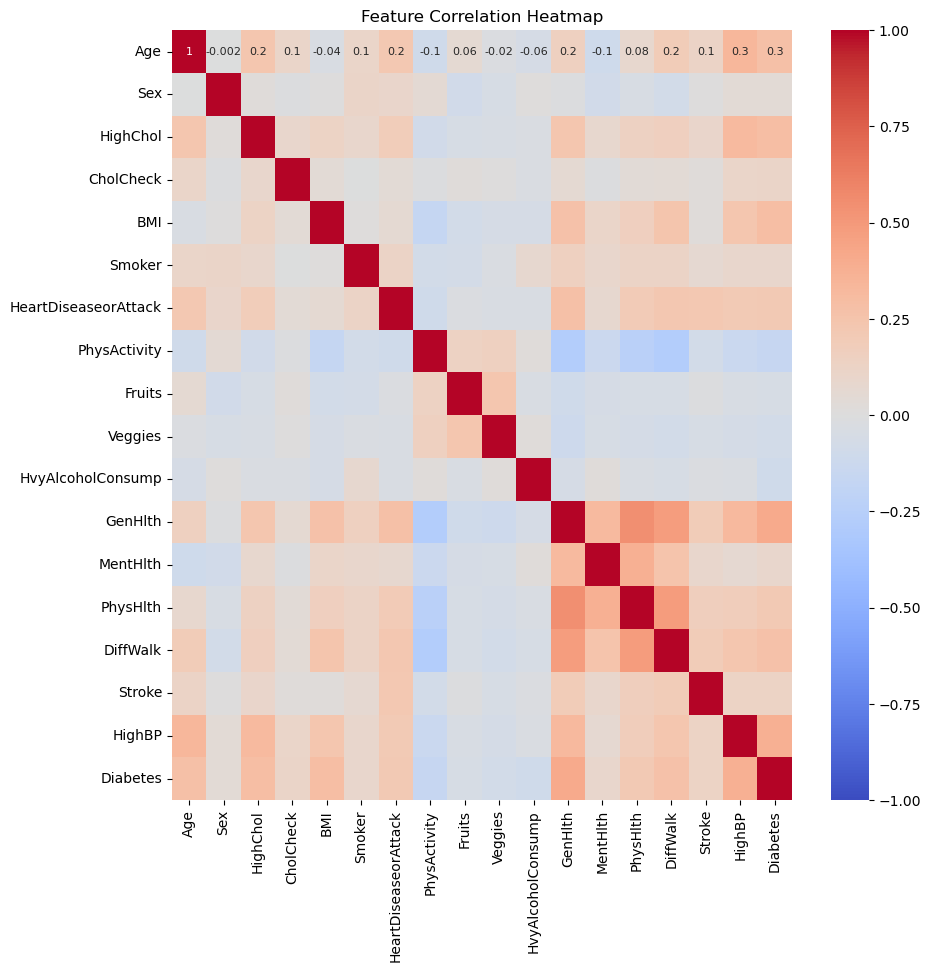 Feature Correlation Heatmap
Age 1 -0.002 0.2 0.1 -0.04 0.1 0.2 -0.1 0.06 -0.02 -0.06 0.2 -0.1 0.08 0.2 0.1 0.3 0.3
Sex
HighChol
CholCheck
BMI
Smoker
HeartDiseaseorAttack
PhysActivity
Fruits
Veggies
HvyAlcoholConsump
GenHlth
MentHlth
PhysHlth
DiffWalk
Stroke
HighBP
Diabetes
Age
Sex
HighChol
CholCheck
BMI
Smoker
HeartDiseaseorAttack
PhysActivity
Fruits
Veggies
HvyAlcoholConsump
GenHlth
MentHlth
PhysHlth
DiffWalk
Stroke
HighBP
Diabetes
1.00
0.75
0.50
0.25
0.00
−0.25
−0.50
−0.75
−1.00